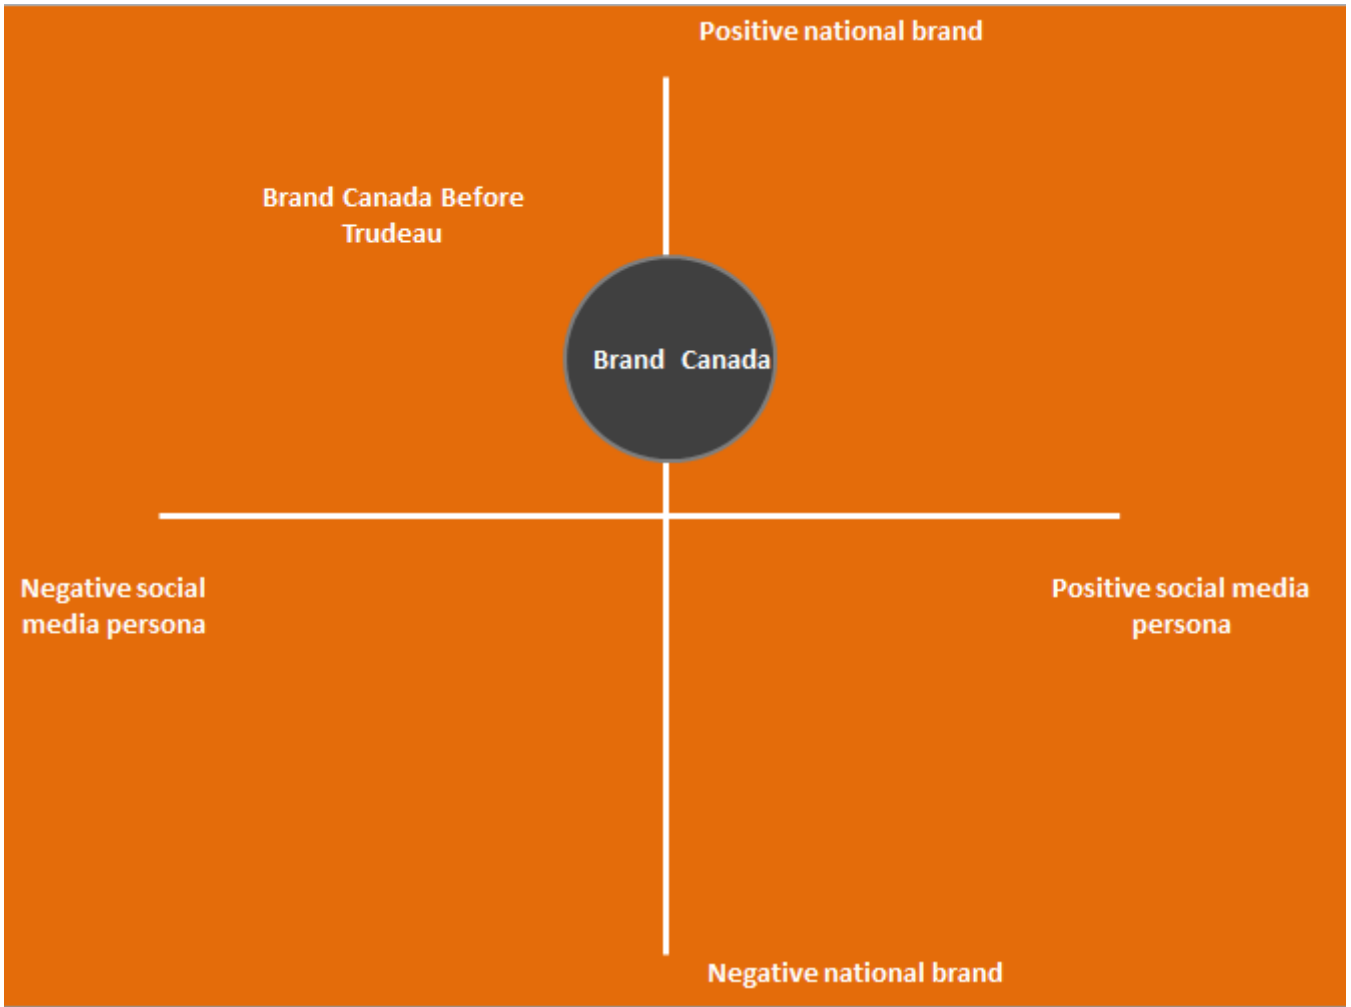 Positive national brand
Brand Canada Before
Trudeau
Brand Canada
Negative social
media persona
Positive social media
persona
Negative national brand